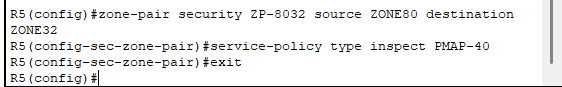 R5(config)#zone-pair security ZP-8032 source ZONE80 destination
ZONE32
R5(config-sec-zone-pair)#service-policy type inspect PMAP-40
R5(config-sec-zone-pair)#exit
R5(config)#